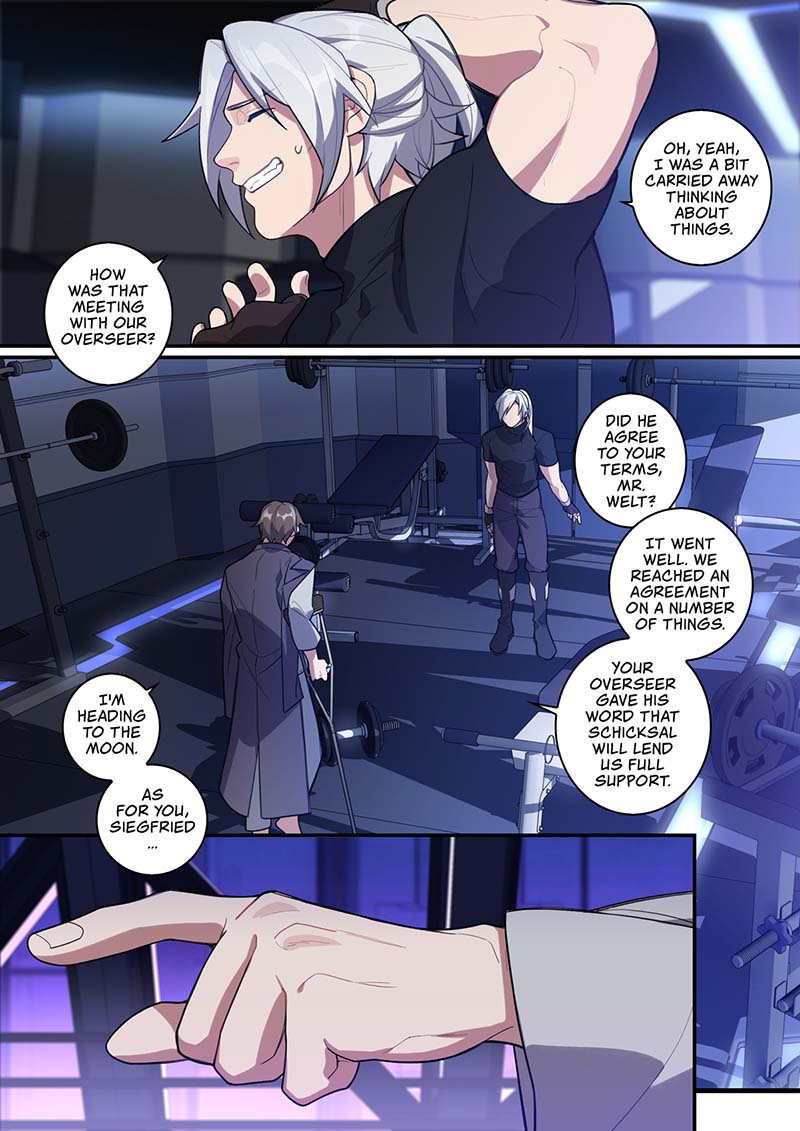 OH, YEAH,
I WAS A BIT
CARRIED AWAY
THINKING
ABOUT
THINGS.
HOW
WAS THAT
MEETING
WITH OUR
OVERSEER?
DID HE
AGREE
TO YOUR
TERMS,
MR.
WELT?
IT WENT
WELL. WE
REACHED AN
AGREEMENT
ON A NUMBER
OF THINGS.
YOUR
OVERSEER
GAVE HIS
WORD THAT
SCHICKSAL
WILL LEND
US FULL
SUPPORT.
I'M
HEADING
TO THE
MOON.
AS
FOR YOU,
SIEGFRIED
...